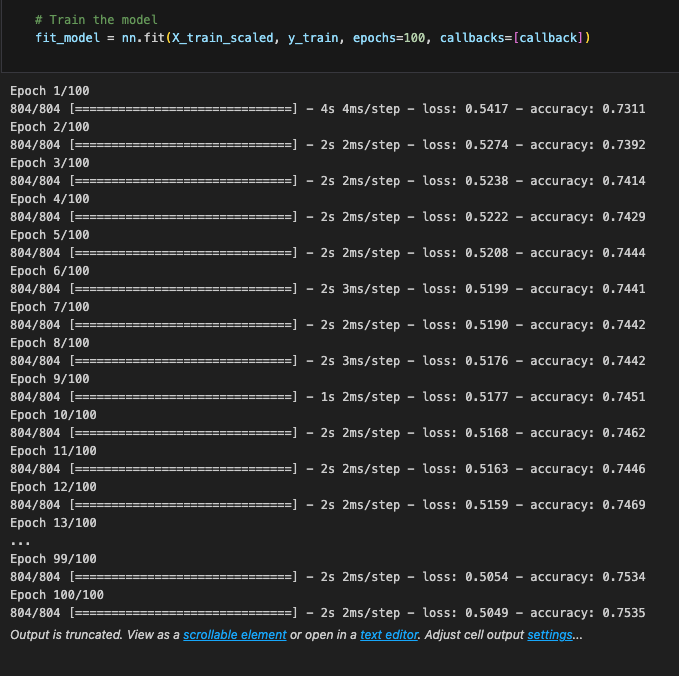 # Train the model
fit_model = nn.fit(X_train_scaled, y_train, epochs=100, callbacks=[callback])
Epoch 1/100
804/804 [==============================] - 4s 4ms/step - loss: 0.5417 - accuracy: 0.7311
Epoch 2/100
804/804 [==============================] - 2s 2ms/step - loss: 0.5274 - accuracy: 0.7392
Epoch 3/100
804/804 [==============================] - 2s 2ms/step - loss: 0.5238 - accuracy: 0.7414
Epoch 4/100
804/804 [==============================] - 2s 2ms/step - loss: 0.5222 - accuracy: 0.7429
Epoch 5/100
804/804 [==============================] - 2s 2ms/step - loss: 0.5208 - accuracy: 0.7444
Epoch 6/100
804/804 [==============================] - 2s 3ms/step - loss: 0.5199 - accuracy: 0.7441
Epoch 7/100
804/804 [==============================] - 2s 2ms/step - loss: 0.5190 - accuracy: 0.7442
Epoch 8/100
804/804 [==============================] - 2s 3ms/step - loss: 0.5176 - accuracy: 0.7442
Epoch 9/100
804/804 [==============================] - 1s 2ms/step - loss: 0.5177 - accuracy: 0.7451
Epoch 10/100
804/804 [==============================] - 2s 2ms/step - loss: 0.5168 - accuracy: 0.7462
Epoch 11/100
804/804 [==============================] - 2s 2ms/step - loss: 0.5163 - accuracy: 0.7446
Epoch 12/100
804/804 [==============================] - 2s 2ms/step - loss: 0.5159 - accuracy: 0.7469
Epoch 13/100
...
Epoch 99/100
804/804 [==============================] - 2s 2ms/step - loss: 0.5054 - accuracy: 0.7534
Epoch 100/100
804/804 [==============================] - 2s 2ms/step - loss: 0.5049 - accuracy: 0.7535
Output is truncated. View as a scrollable element or open in a text editor. Adjust cell output settings...